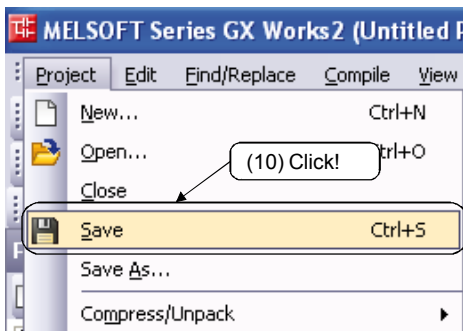 MELSOFT Series GX Works2 (Untitled P
Project Edit Find/Replace Compile View
New... Ctrl+N
Open... Ctrl+O
(10) Click!
Close
Save Ctrl+S
Save As...
Compress/Unpack